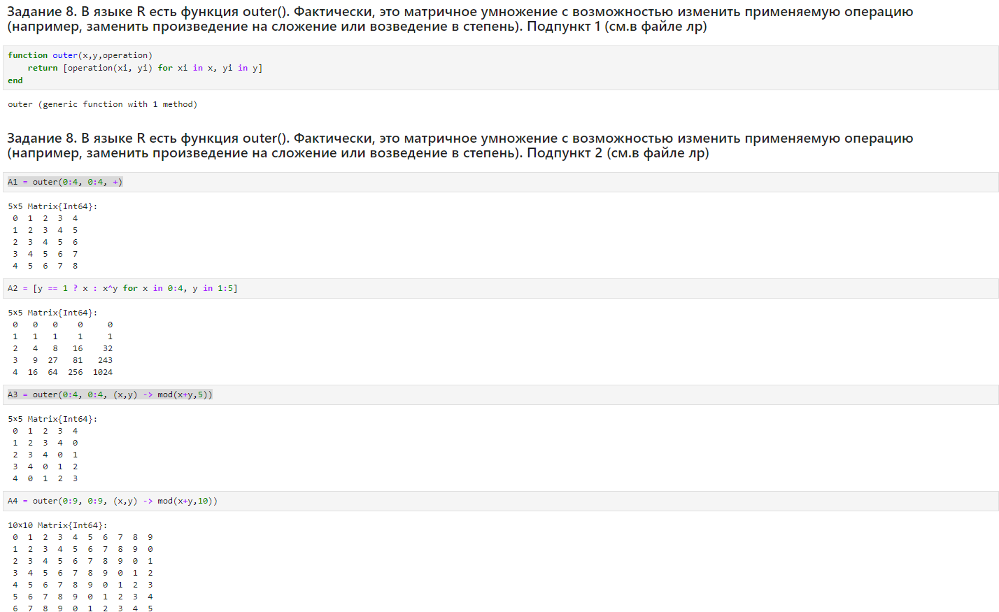 Задание 8. В языке R есть функция outer(). Фактически, это матричное умножение с возможностью изменить применяемую операцию
(например, заменить произведение на сложение или возведение в степень). Подпункт 1 (см.в файле лр)
function outer(x,y,operation)
    return [operation(xi, yi) for xi in x, yi in y]
end
outer (generic function with 1 method)
Задание 8. В языке R есть функция outer(). Фактически, это матричное умножение с возможностью изменить применяемую операцию
(например, заменить произведение на сложение или возведение в степень). Подпункт 2 (см.в файле лр)
A1 = outer(0:4, 0:4, +)
5×5 Matrix{Int64}:
 0  1  2  3  4
 1  2  3  4  5
 2  3  4  5  6
 3  4  5  6  7
 4  5  6  7  8
A2 = [y == 1 ? x : x^y for x in 0:4, y in 1:5]
5×5 Matrix{Int64}:
 0   0   0    0     0
 1   1   1    1     1
 2   4   8   16    32
 3   9  27   81   243
 4  16  64  256  1024
A3 = outer(0:4, 0:4, (x,y) -> mod(x+y,5))
5×5 Matrix{Int64}:
 0  1  2  3  4
 1  2  3  4  0
 2  3  4  0  1
 3  4  0  1  2
 4  0  1  2  3
A4 = outer(0:9, 0:9, (x,y) -> mod(x+y,10))
10×10 Matrix{Int64}:
 0  1  2  3  4  5  6  7  8  9
 1  2  3  4  5  6  7  8  9  0
 2  3  4  5  6  7  8  9  0  1
 3  4  5  6  7  8  9  0  1  2
 4  5  6  7  8  9  0  1  2  3
 5  6  7  8  9  0  1  2  3  4
 6  7  8  9  0  1  2  3  4  5